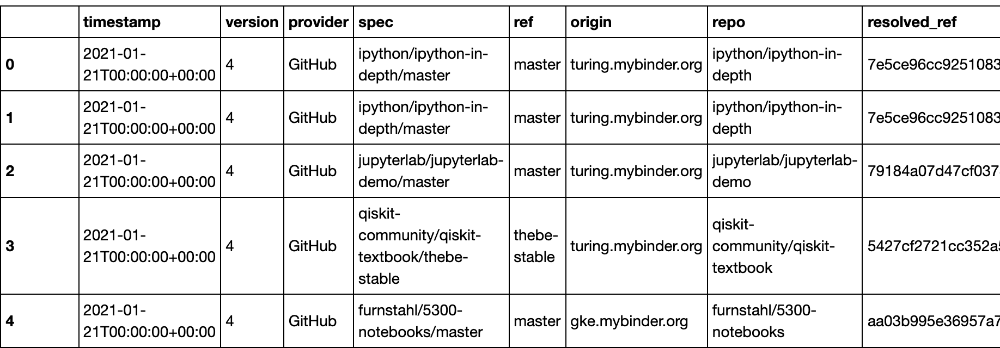 timestamp version provider spec ref origin repo resolved_ref
0 2021-01-21T00:00:00+00:00 4 GitHub ipython/ipython-in-depth/master master turing.mybinder.org ipython/ipython-in-depth 7e5ce96cc9251083
1 2021-01-21T00:00:00+00:00 4 GitHub ipython/ipython-in-depth/master master turing.mybinder.org ipython/ipython-in-depth 7e5ce96cc9251083
2 2021-01-21T00:00:00+00:00 4 GitHub jupyterlab/jupyterlab-demo/master master turing.mybinder.org jupyterlab/jupyterlab-demo 79184a07d47cf037
3 2021-01-21T00:00:00+00:00 4 GitHub qiskit-community/qiskit-textbook/thebe-stable thebe-stable turing.mybinder.org qiskit-community/qiskit-textbook 5427cf2721cc352a
4 2021-01-21T00:00:00+00:00 4 GitHub furnstahl/5300-notebooks/master master gke.mybinder.org furnstahl/5300-notebooks aa03b995e36957a7